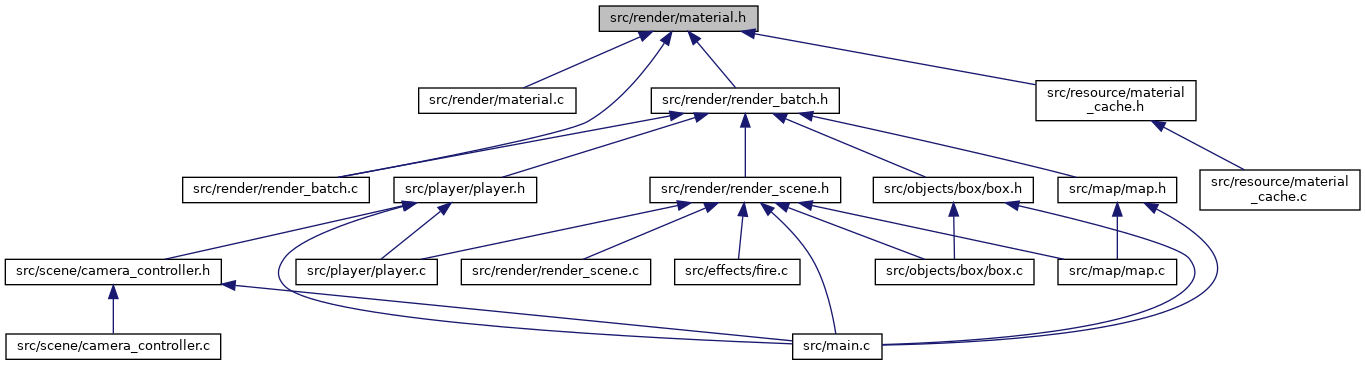 src/render/material.h
src/render/material.c
src/render/render_batch.h
src/resource/material
_cache.h
src/render/render_batch.c
src/player/player.h
src/render/render_scene.h
src/objects/box/box.h
src/map/map.h
src/resource/material
_cache.c
src/scene/camera_controller.h
src/player/player.c
src/render/render_scene.c
src/effects/fire.c
src/objects/box/box.c
src/map/map.c
src/scene/camera_controller.c
src/main.c